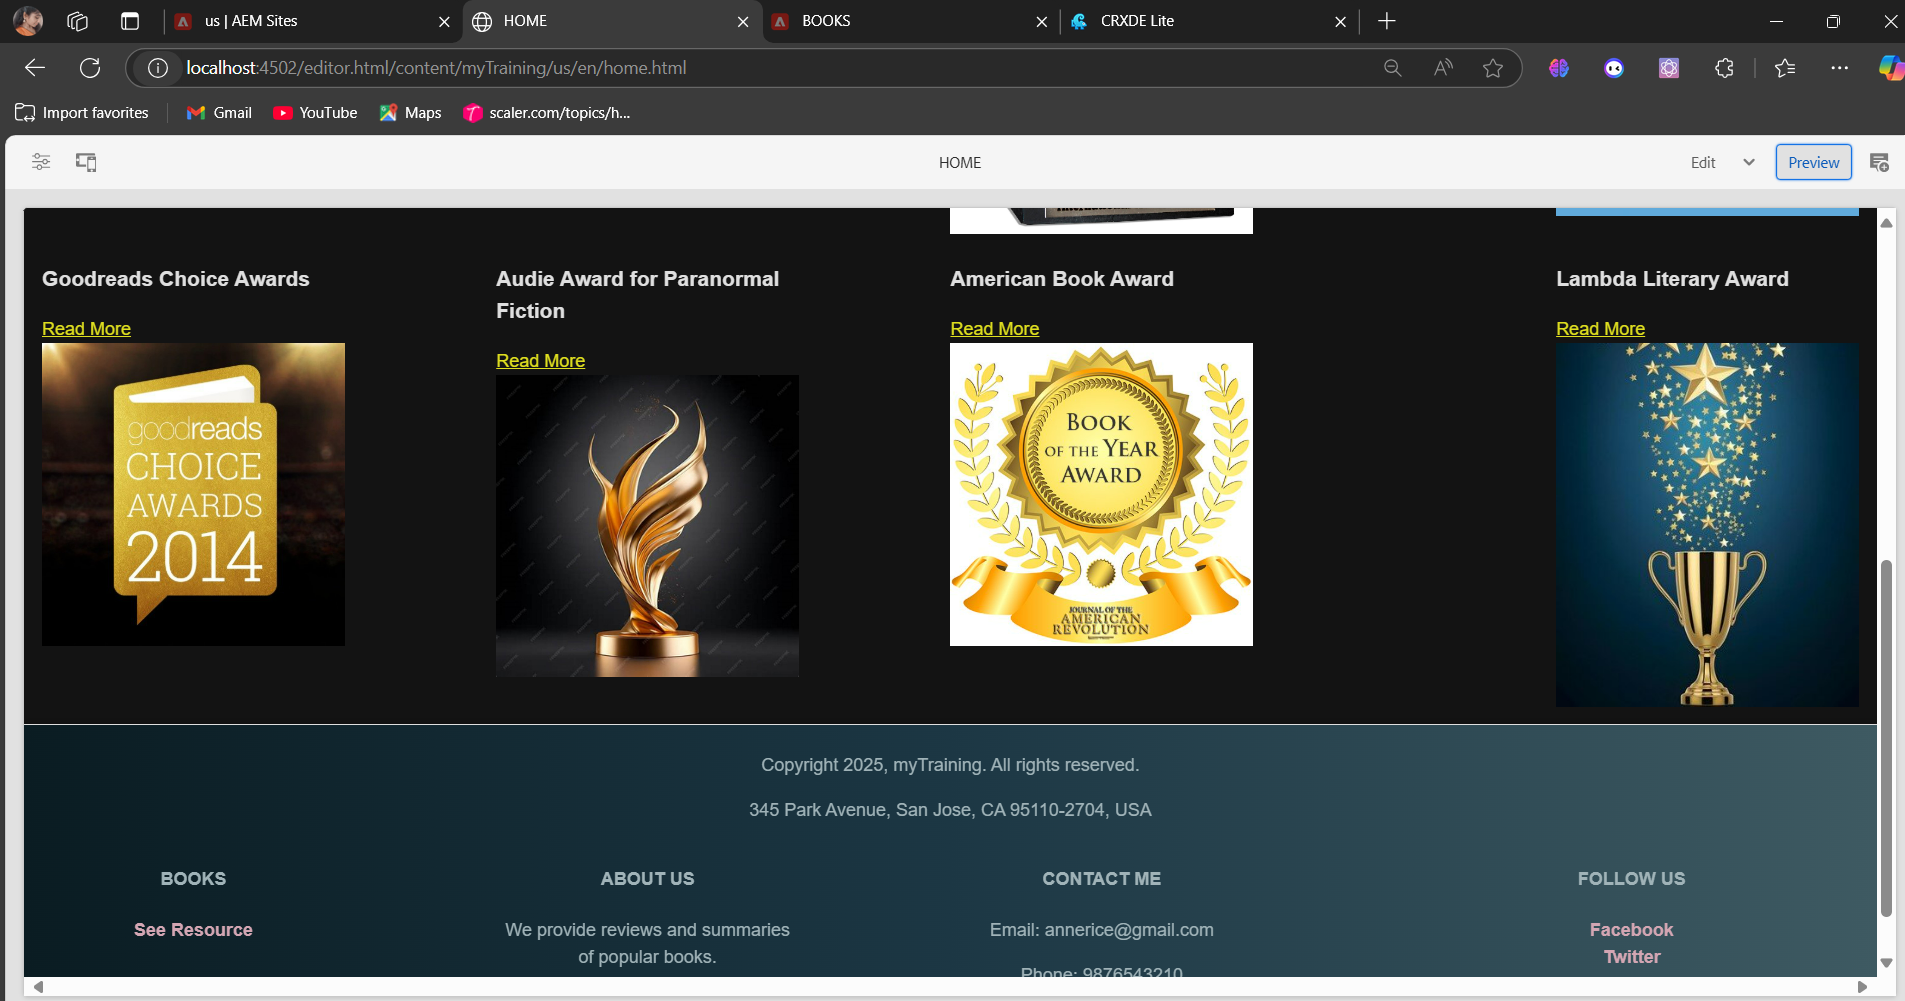 us | AEM Sites
HOME
BOOKS
CRXDE Lite
localhost:4502/editor.html/content/myTraining/us/en/home.html
Import favorites
Gmail
YouTube
Maps
scaler.com/topics/h...
HOME
Edit
Preview
Goodreads Choice Awards
Read More
goodreads
CHOICE
AWARDS
2014
Audie Award for Paranormal
Fiction
Read More
American Book Award
Read More
BOOK
OF THE YEAR
AWARD
JOURNAL OF THE
AMERICAN
REVOLUTION
Lambda Literary Award
Read More
Copyright 2025, myTraining. All rights reserved.
345 Park Avenue, San Jose, CA 95110-2704, USA
BOOKS
See Resource
ABOUT US
We provide reviews and summaries
of popular books.
CONTACT ME
Email: annerice@gmail.com
Phone: 9876543210
FOLLOW US
Facebook
Twitter